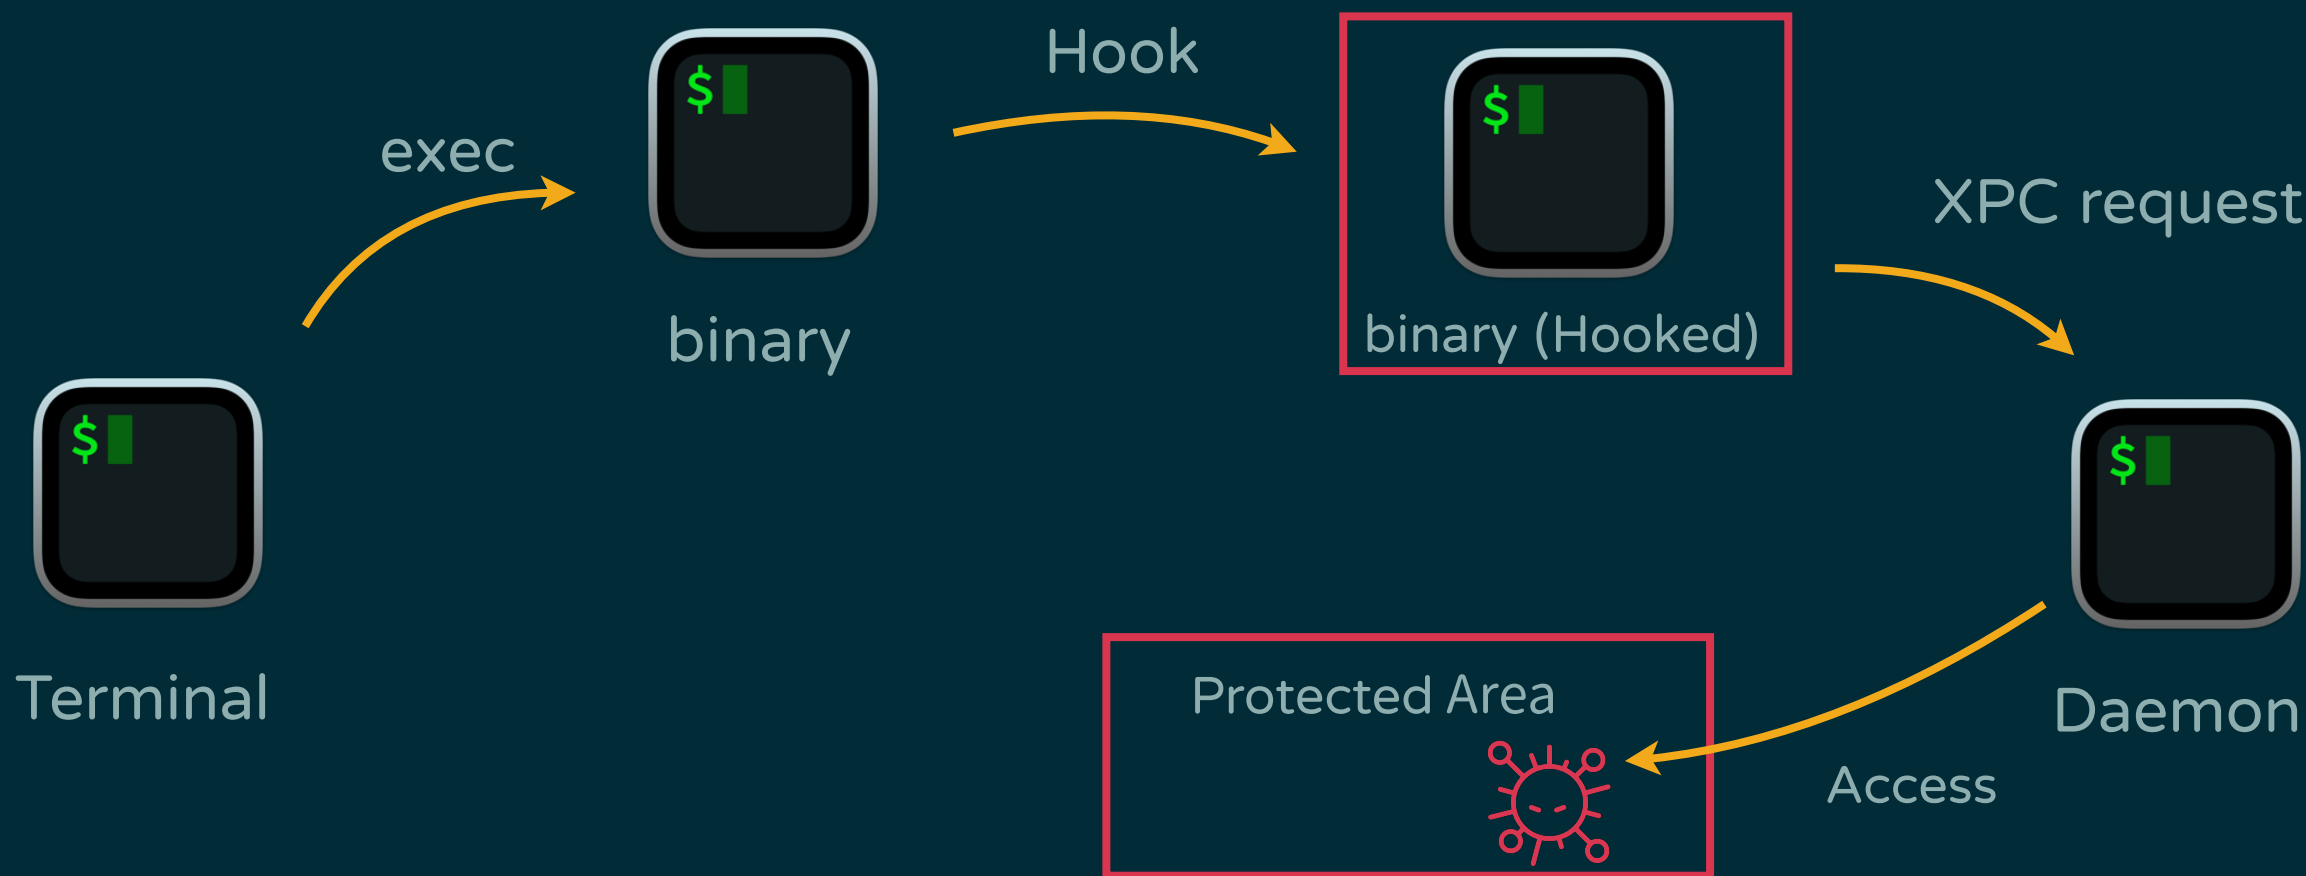 Hook
$
$
exec
XPC request
binary
binary (Hooked)
$
$
Terminal
Protected Area
Daemon
Access